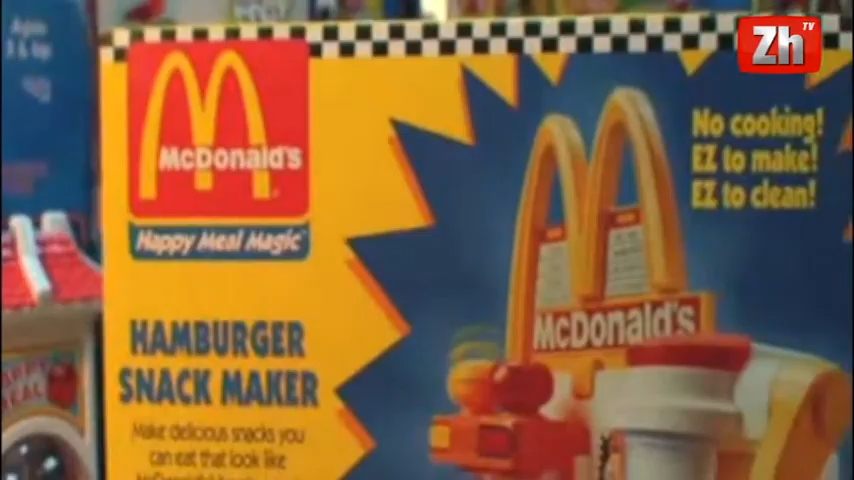 Zh TV
McDonald's
Happy Meal Magic
HAMBURGER
SNACK MAKER
Make delicious snacks you
can eat that look like
No cooking!
EZ to make!
EZ to clean!
McDonald's